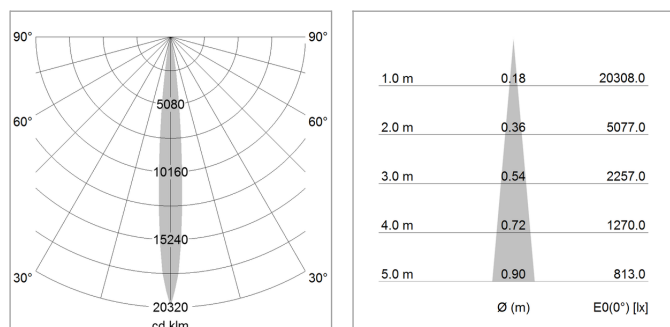 90° 90°
5080
60° 60°
10160
15240
30° 30°
20320
cd klm
1.0 m 0.18 20308.0
2.0 m 0.36 5077.0
3.0 m 0.54 2257.0
4.0 m 0.72 1270.0
5.0 m 0.90 813.0
Ø (m) E0(0°) [lx]